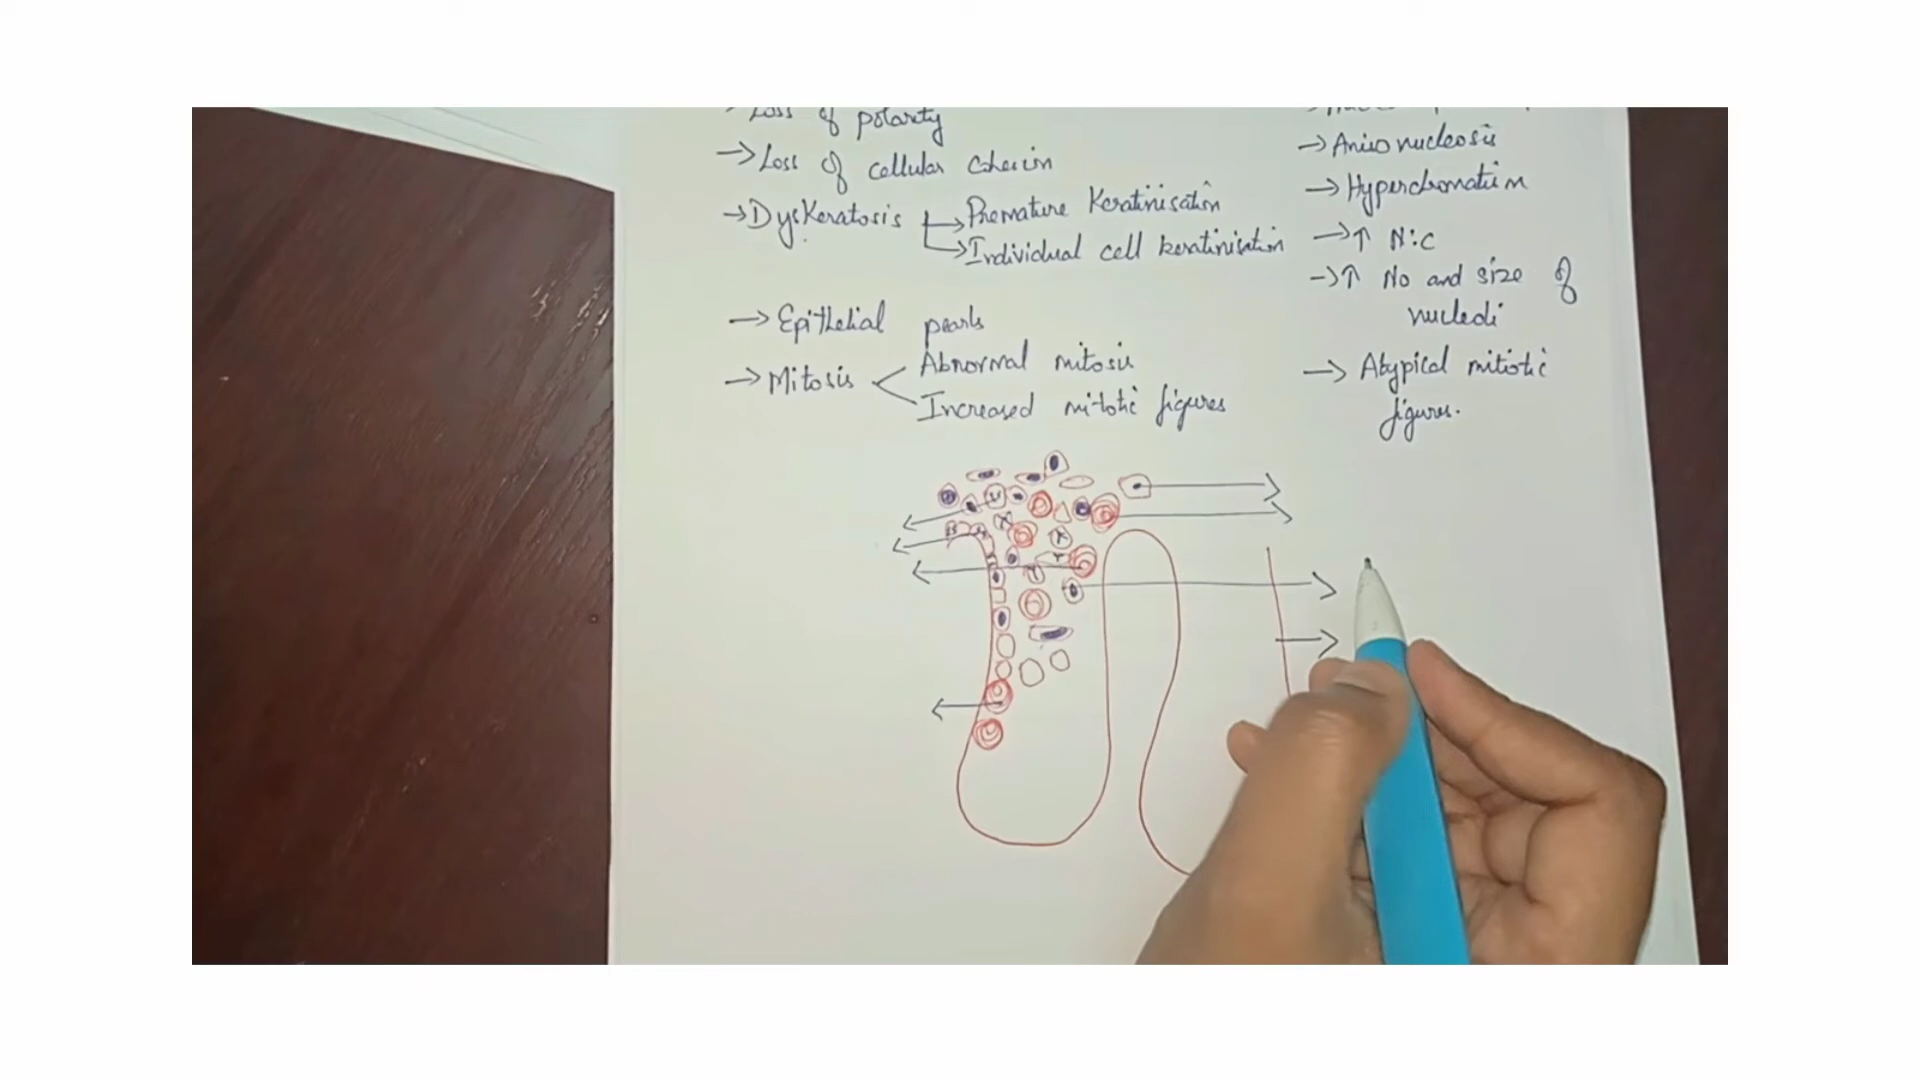 Loss of polarity
→ Loss of cellular cohesion
→ Dyskeratosis → Premature Keratinisation
→ Individual cell keratinisation
→ Epithelial pearls
Abnormal mitosis
→ Mitosis
Increased mitotic figures
→ Anisonucleosis
→ Hyperchromatism
→ ↑ N:C
→ ↑ No and size of
nucleoli
→ Atypical mitiotic
figures.